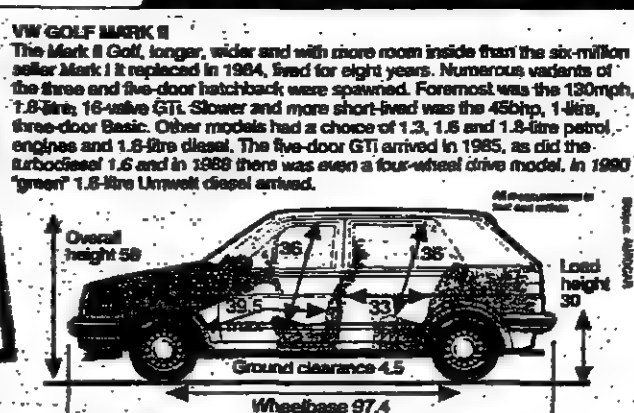 VW GOLF MARK II
The Mark II Golf, longer, wider and with more room inside than the six-million
seller Mark I it replaced in 1984, lived for eight years. Numerous variants of
the three and five-door hatchback were spawned. Foremost was the 130mph,
1.8-litre, 16-valve GTi. Slower and more short-lived was the 45bhp, 1-litre,
three-door Basic. Other models had a choice of 1.3, 1.6 and 1.8-litre petrol
engines and 1.6-litre diesel. The five-door GTi arrived in 1985, as did the
turbodiesel 1.6 and in 1988 there was even a four-wheel drive model. In 1990
"green" 1.6-litre Umwelt diesel arrived.
All measurements in
Overall
height 56
36
35
Load
height
30
39.5
max
33
Ground clearance 4.5
Wheelbase 97.4